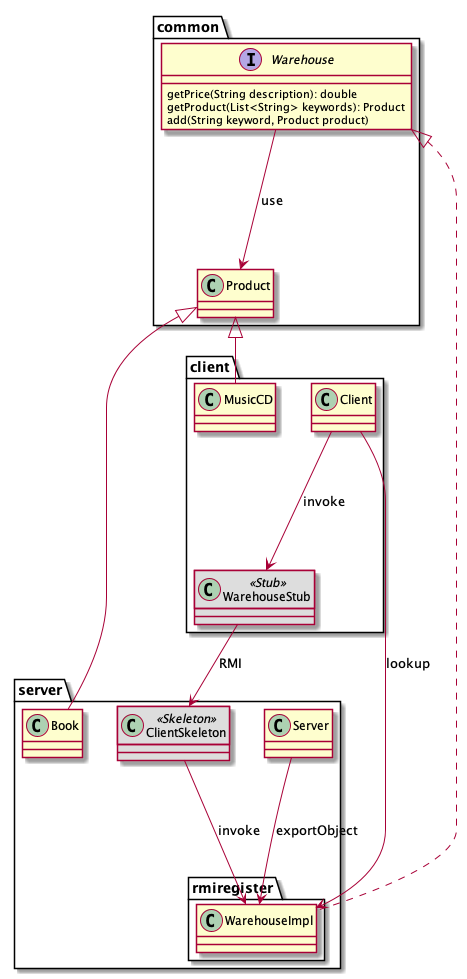 common
I Warehouse
getPrice(String description): double
getProduct(List<String> keywords): Product
add(String keyword, Product product)
use
C Product
client
C MusicCD
C Client
invoke
C «Stub»
WarehouseStub
RMI
lookup
server
C Book
C «Skeleton»
ClientSkeleton
C Server
invoke
exportObject
rmiregister
C WarehouseImpl